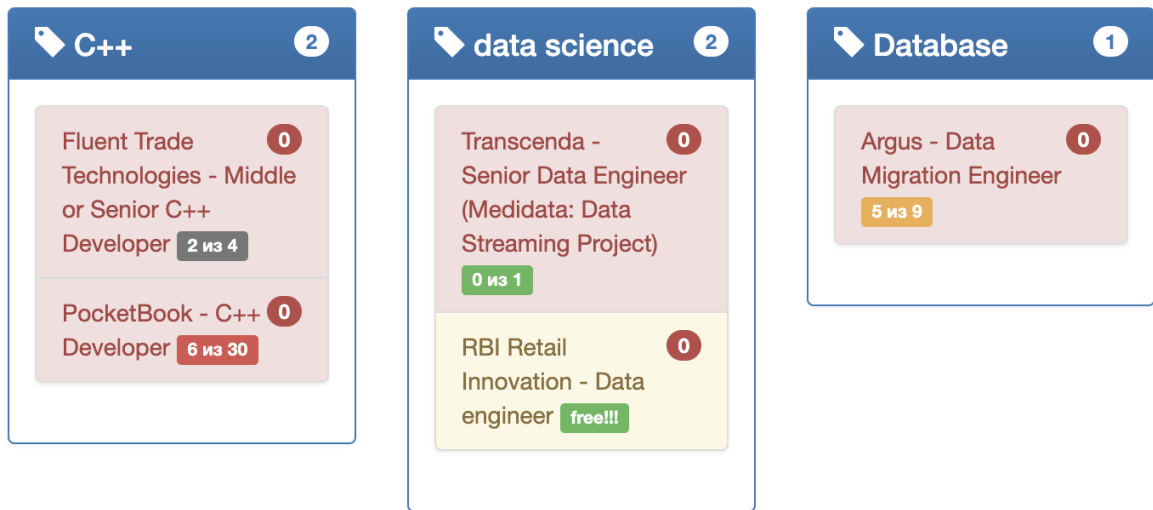 C++ 2
Fluent Trade 0
Technologies - Middle
or Senior C++
Developer 2 из 4
PocketBook - C++ 0
Developer 6 из 30
data science 2
Transcenda - 0
Senior Data Engineer
(Medidata: Data
Streaming Project)
0 из 1
RBI Retail 0
Innovation - Data
engineer free!!!
Database 1
Argus - Data 0
Migration Engineer
5 из 9